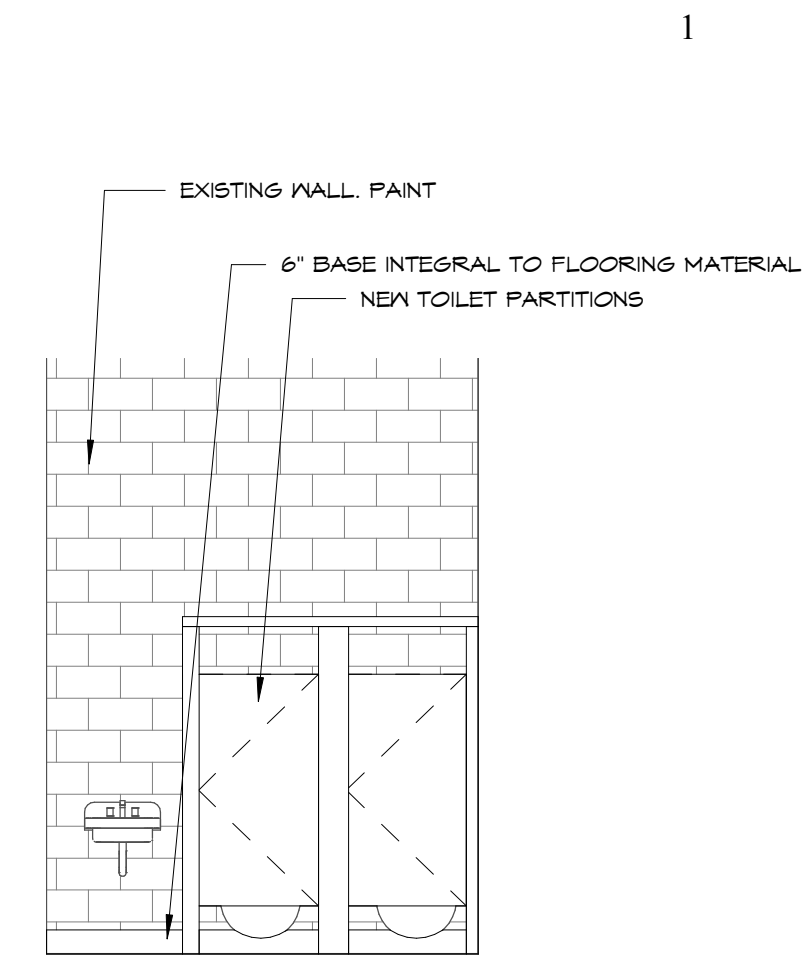 1
EXISTING WALL. PAINT
6" BASE INTEGRAL TO FLOORING MATERIAL
NEW TOILET PARTITIONS